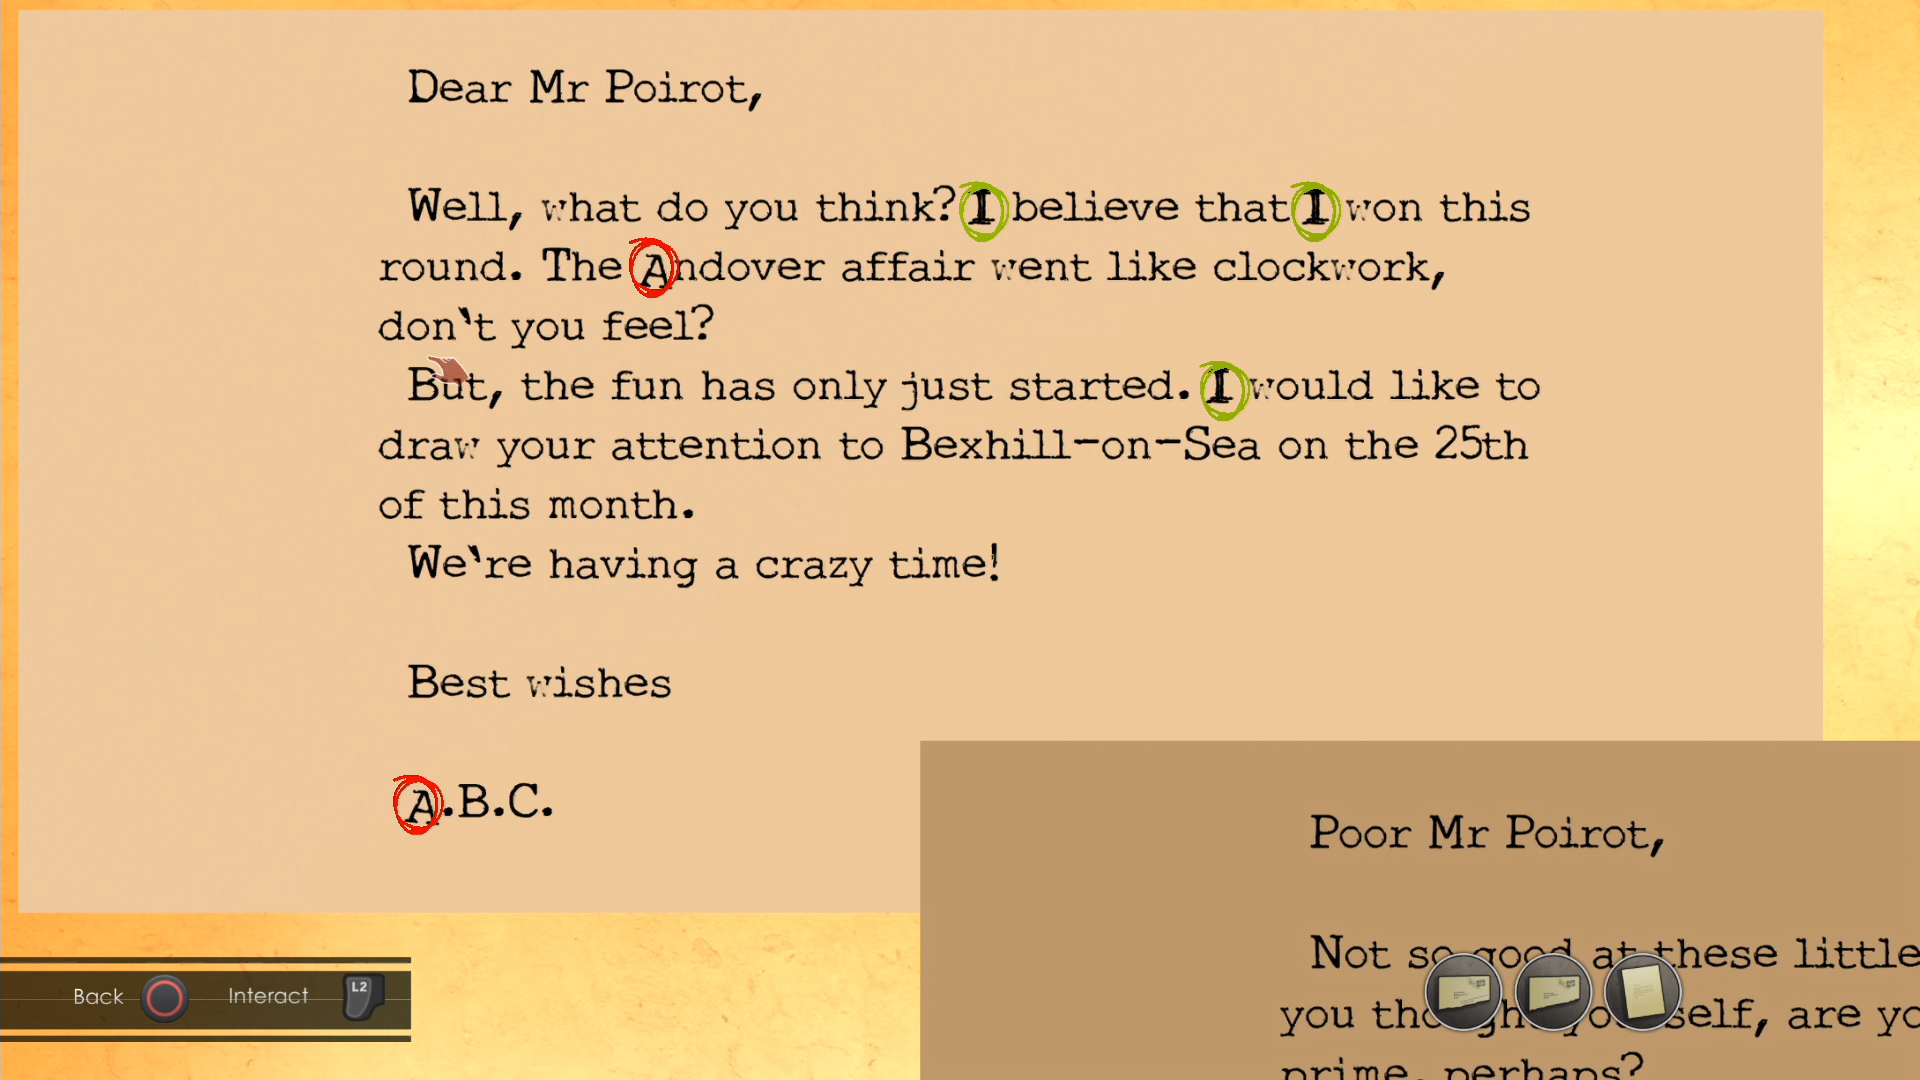 Dear Mr Poirot,
Well, what do you think? I believe that I won this
round. The Andover affair went like clockwork,
don't you feel?
But, the fun has only just started. I would like to
draw your attention to Bexhill-on-Sea on the 25th
of this month.
We're having a crazy time!
Best wishes
A.B.C.
Poor Mr Poirot,
Not so good at these little
you thought yourself, are yo
prime, perhaps?
Back Interact L2